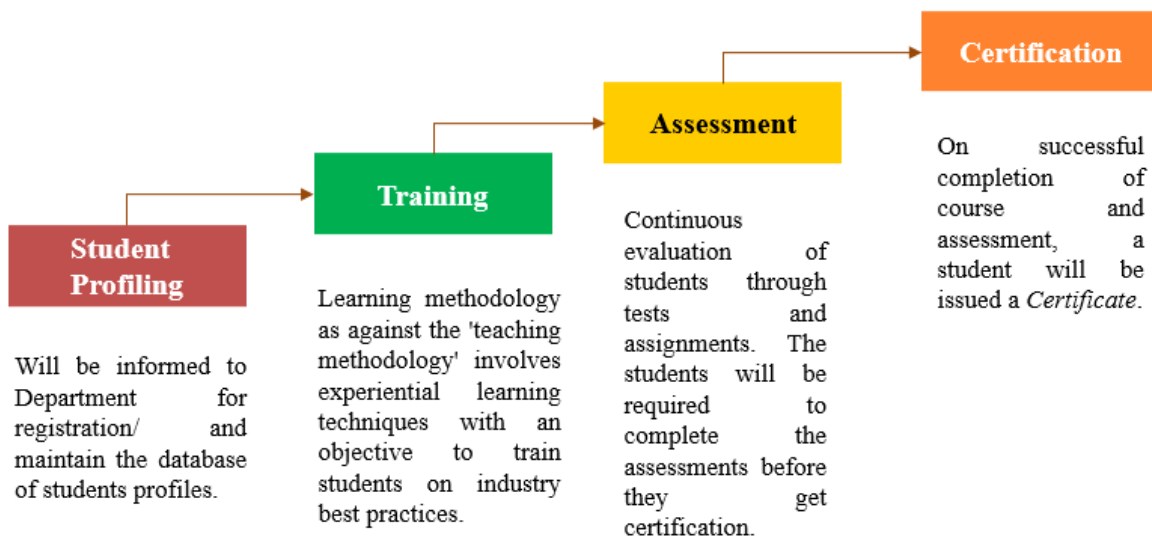 Student
Profiling
Will be informed to
Department for
registration/ and
maintain the database
of students profiles.
Training
Learning methodology
as against the 'teaching
methodology' involves
experiential learning
techniques with an
objective to train
students on industry
best practices.
Assessment
Continuous
evaluation of
students through
tests and
assignments. The
students will be
required to
complete the
assessments before
they get
certification.
Certification
On successful
completion of
course and
assessment, a
student will be
issued a Certificate.